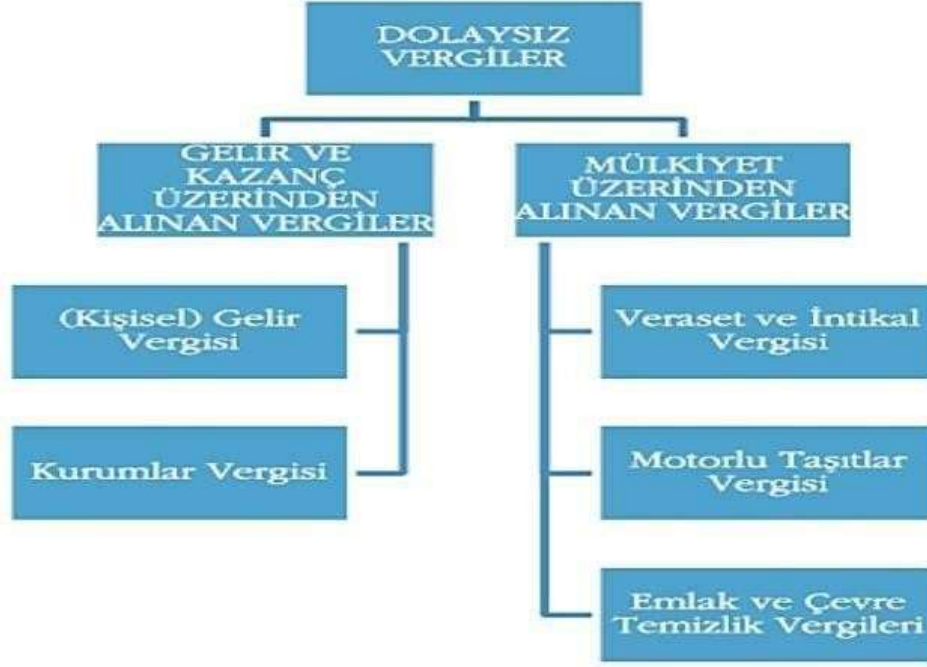 DOLAYSIZ
VERGİLER
GELİR VE
KAZANÇ
ÜZERİNDEN
ALINAN VERGİLER
(Kişisel) Gelir
Vergisi
Kurumlar Vergisi
MÜLKİYET
ÜZERİNDEN
ALINAN VERGİLER
Veraset ve İntikal
Vergisi
Motorlu Taşıtlar
Vergisi
Emlak ve Çevre
Temizlik Vergileri